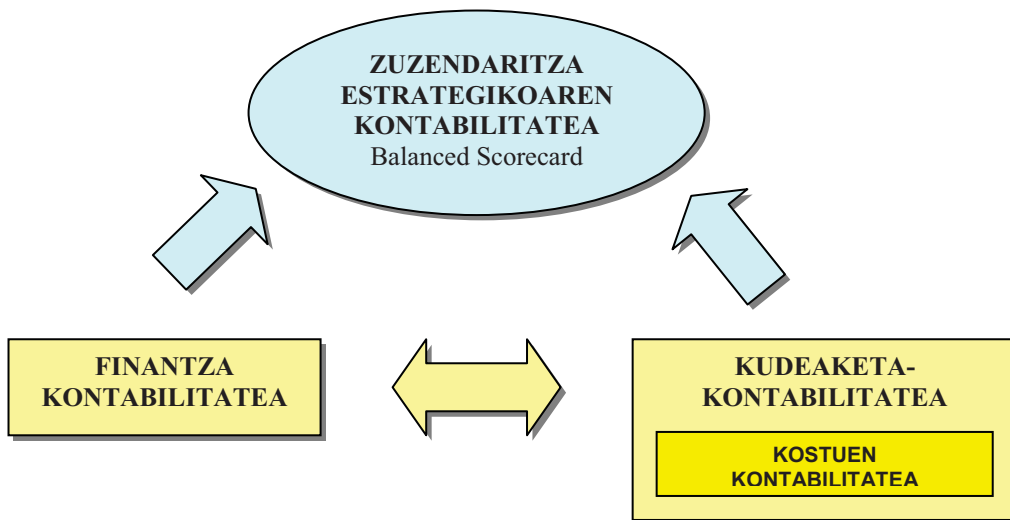 ZUZENDARITZA
ESTRATEGIKOAREN
KONTABILITATEA
Balanced Scorecard
FINANTZA
KONTABILITATEA
KUDEAKETA-
KONTABILITATEA
KOSTUEN
KONTABILITATEA